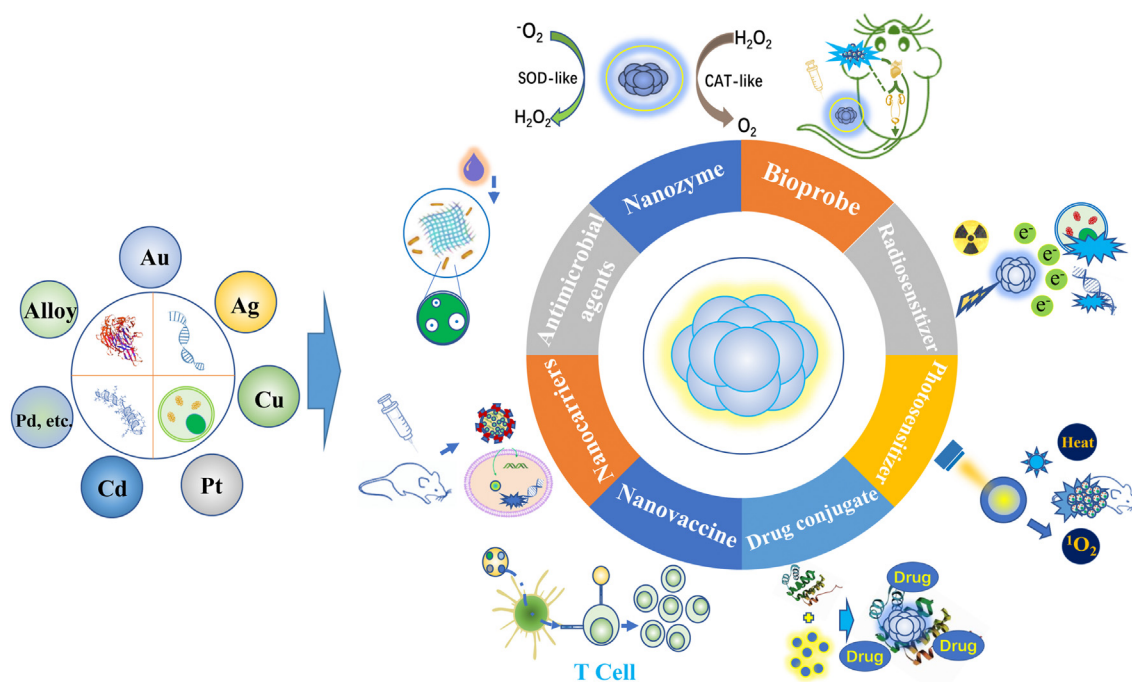 Au
Ag
Cu
Pt
Cd
Pd, etc.
Alloy
⁻O₂
SOD-like
H₂O₂
H₂O₂
CAT-like
O₂
Nanozyme
Bioprobe
Radiosensitizer
Photosensitizer
Drug conjugate
Nanovaccine
Nanocarriers
Antimicrobial
agents
e⁻
e⁻
e⁻
e⁻
e⁻
Heat
¹O₂
Drug
Drug
Drug
T Cell